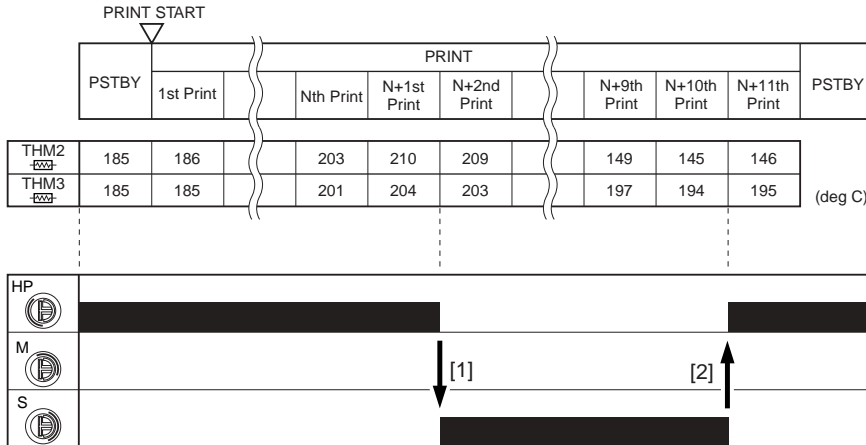 PRINT START
PRINT
PSTBY 1st Print Nth Print N+1st Print N+2nd Print N+9th Print N+10th Print N+11th Print PSTBY
THM2 185 186 203 210 209 149 145 146
THM3 185 185 201 204 203 197 194 195 (deg C)
HP
M [1] [2]
S